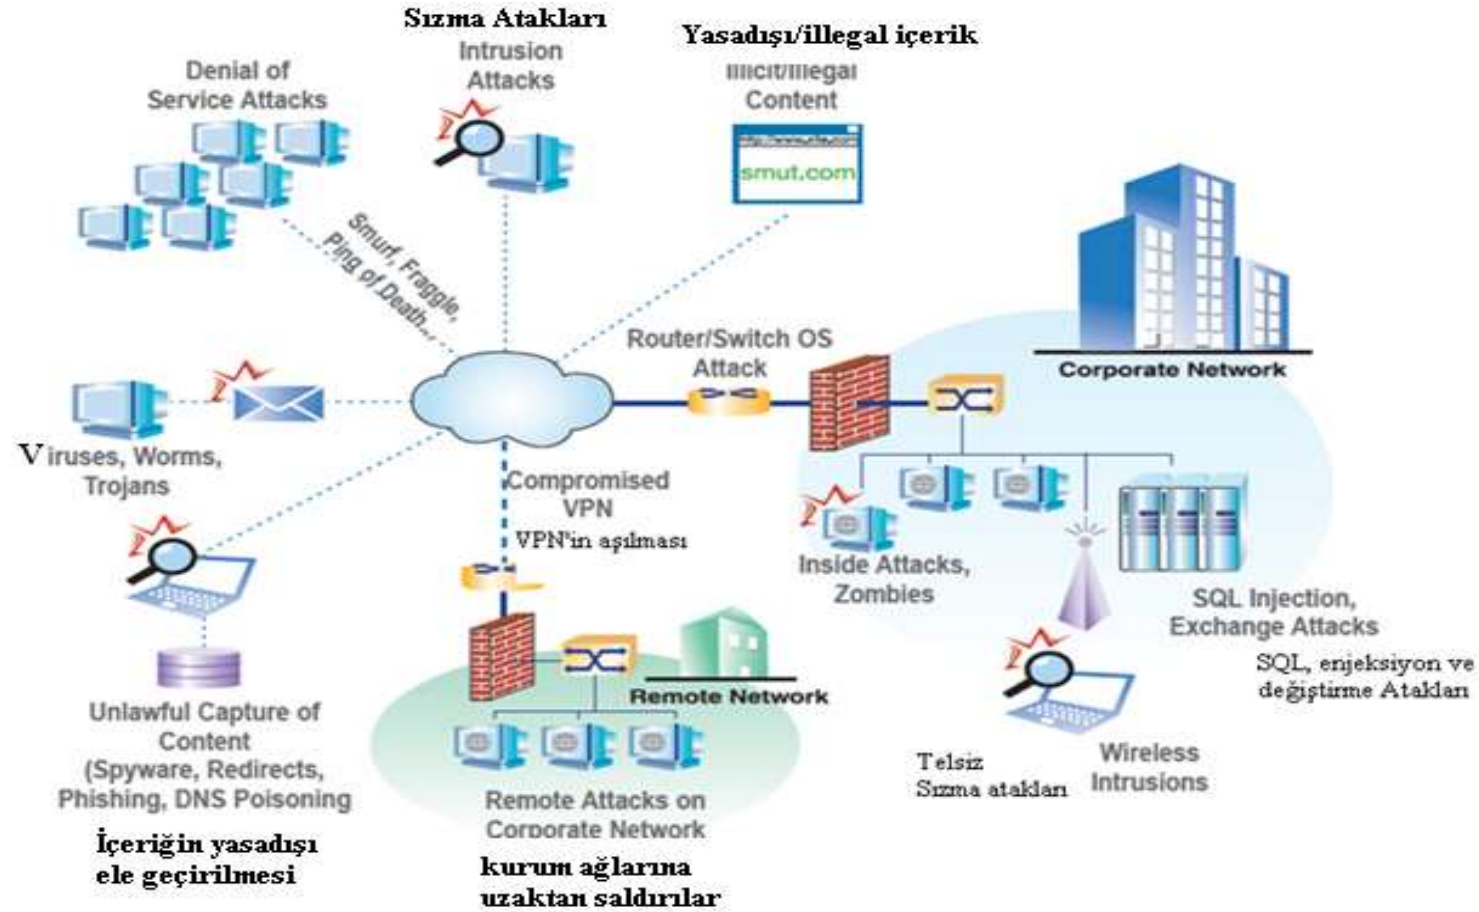 Sızma Atakları
Intrusion
Attacks
Yasadışı/illegal içerik
Illicit/Illegal
Content
Denial of
Service Attacks
http://www.site.com
smut.com
Smurf, Fraggle,
Ping of Death...
Router/Switch OS
Attack
Corporate Network
Viruses, Worms,
Trojans
Compromised
VPN
VPN'in aşılması
Inside Attacks,
Zombies
SQL Injection,
Exchange Attacks
SQL, enjeksiyon ve
değiştirme Atakları
Remote Network
Unlawful Capture of
Content
(Spyware, Redirects,
Phishing, DNS Poisoning
İçeriğin yasadışı
ele geçirilmesi
Remote Attacks on
Corporate Network
kurum ağlarına
uzaktan saldırılar
Telsiz
Sızma atakları
Wireless
Intrusions